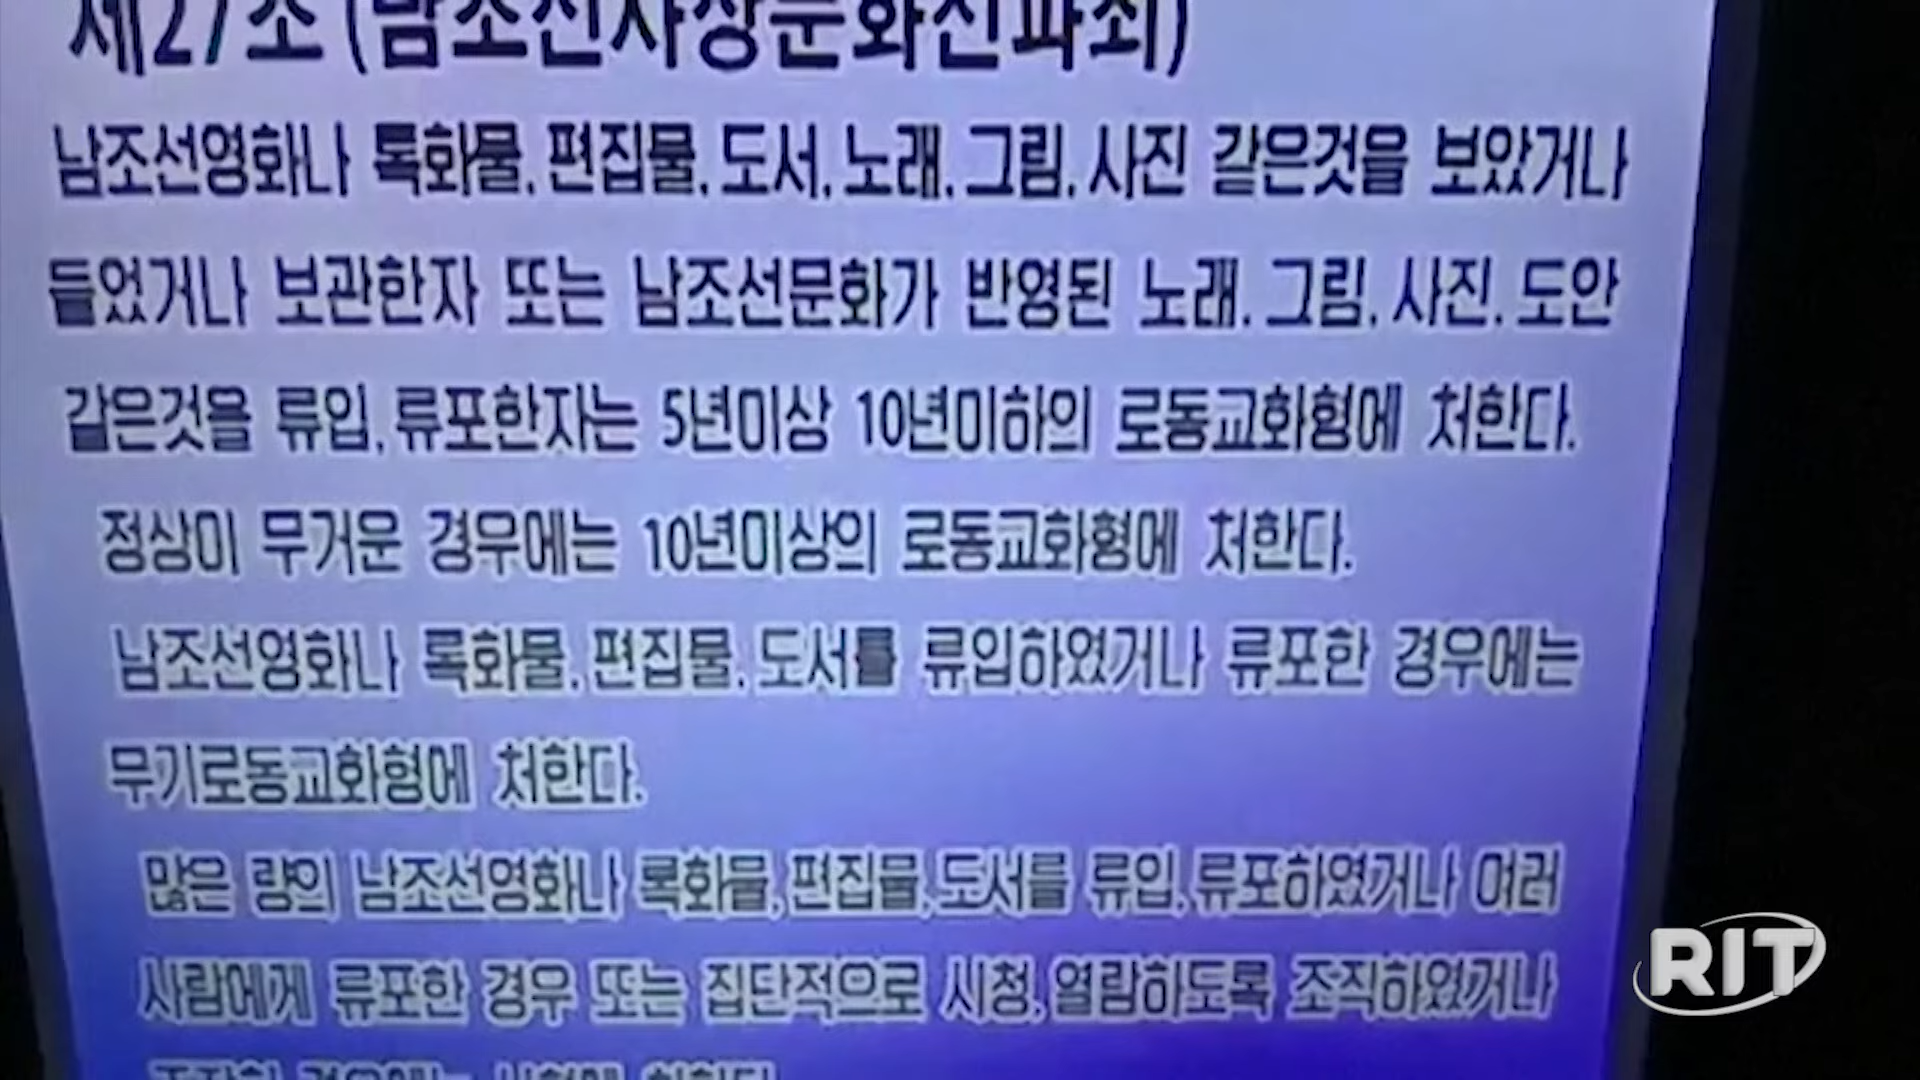 제27조(남조선사상문화전파죄)
남조선영화나 록화물, 편집물, 도서, 노래, 그림, 사진 같은것을 보았거나
들었거나 보관한자 또는 남조선문화가 반영된 노래, 그림, 사진, 도안
같은것을 류입, 류포한자는 5년이상 10년이하의 로동교화형에 처한다.
정상이 무거운 경우에는 10년이상의 로동교화형에 처한다.
남조선영화나 록화물, 편집물, 도서를 류입하였거나 류포한 경우에는
무기로동교화형에 처한다.
많은 량의 남조선영화나 록화물, 편집물, 도서를 류입, 류포하였거나 여러
사람에게 류포한 경우 또는 집단적으로 시청, 열람하도록 조직하였거나
RIT